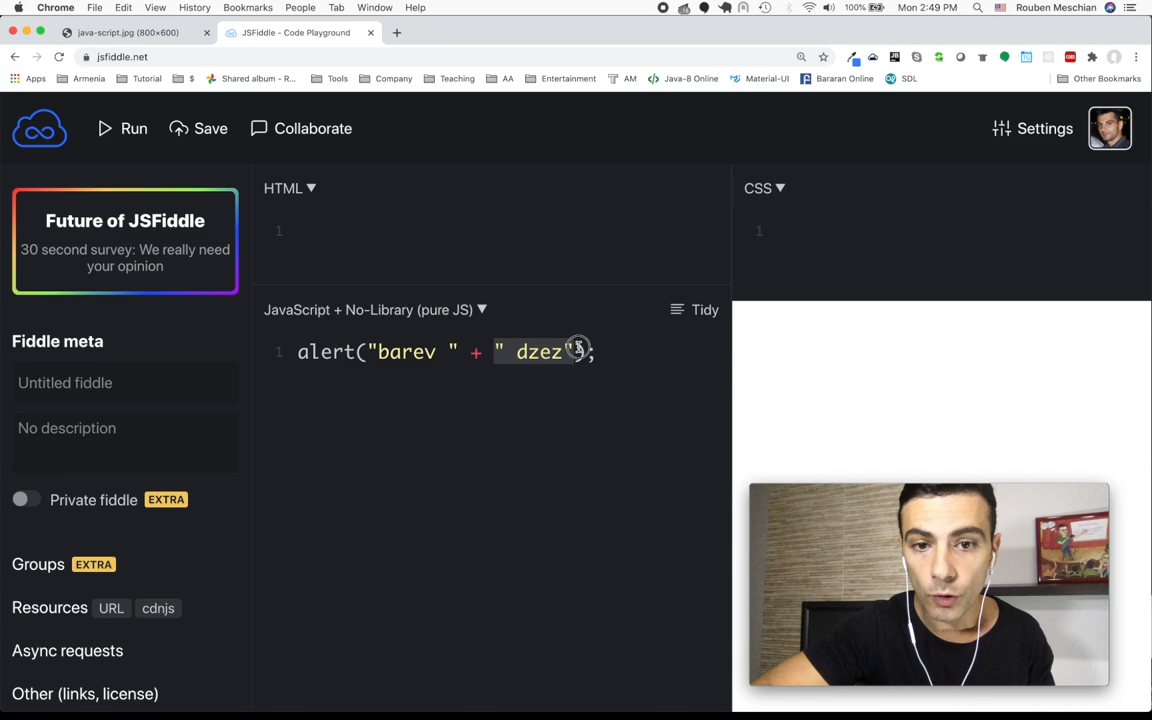 Chrome File Edit View History Bookmarks People Tab Window Help 100% Mon 2:49 PM Rouben Meschian
java-script.jpg (800×600) JSFiddle - Code Playground
jsfiddle.net
Apps Armenia Tutorial $ Shared album - R... Tools Company Teaching AA Entertainment AM Java-8 Online Material-UI Bararan Online SDL Other Bookmarks
Run Save Collaborate Settings
HTML CSS
Future of JSFiddle
30 second survey: We really need
your opinion
1 1
JavaScript + No-Library (pure JS) Tidy
1 alert("barev " + " dzez");
Fiddle meta
Untitled fiddle
No description
Private fiddle EXTRA
Groups EXTRA
Resources URL cdnjs
Async requests
Other (links, license)